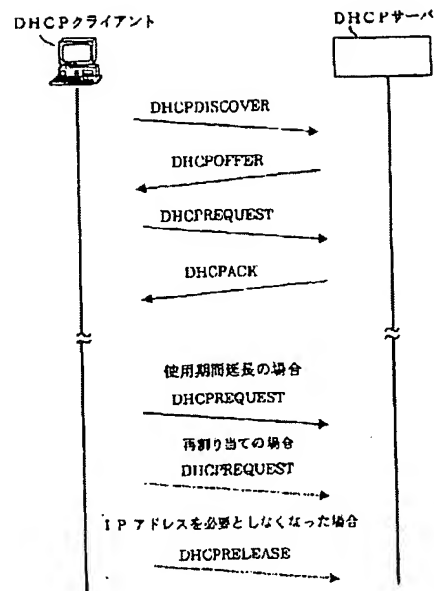 DHCPクライアント
DHCPサーバ
DHCPDISCOVER
DHCPOFFER
DHCPREQUEST
DHCPACK
使用期間延長の場合
DHCPREQUEST
再割り当ての場合
DHCPREQUEST
IPアドレスを必要としなくなった場合
DHCPRELEASE